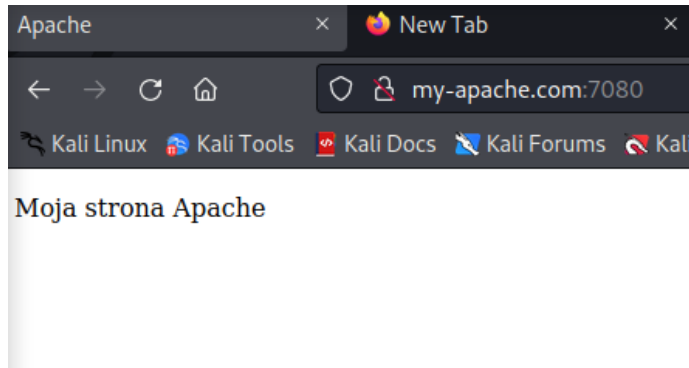 Apache
New Tab
my-apache.com:7080
Kali Linux Kali Tools Kali Docs Kali Forums Kal
Moja strona Apache